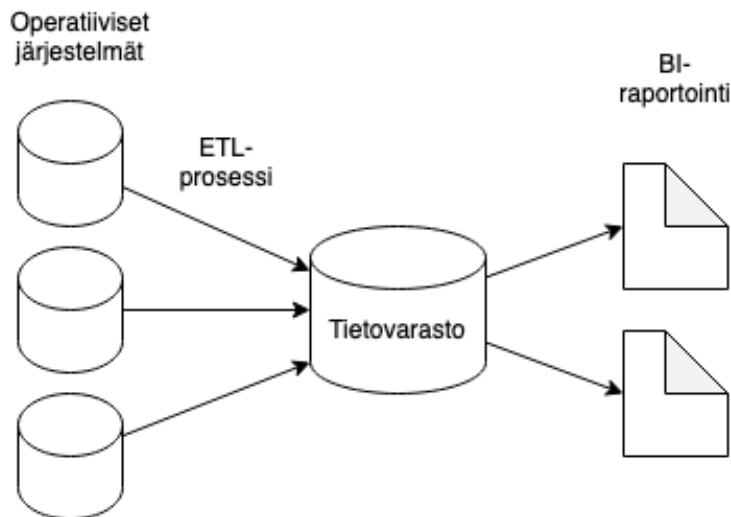 Operatiiviset
järjestelmät
ETL-
prosessi
Tietovarasto
BI-
raportointi